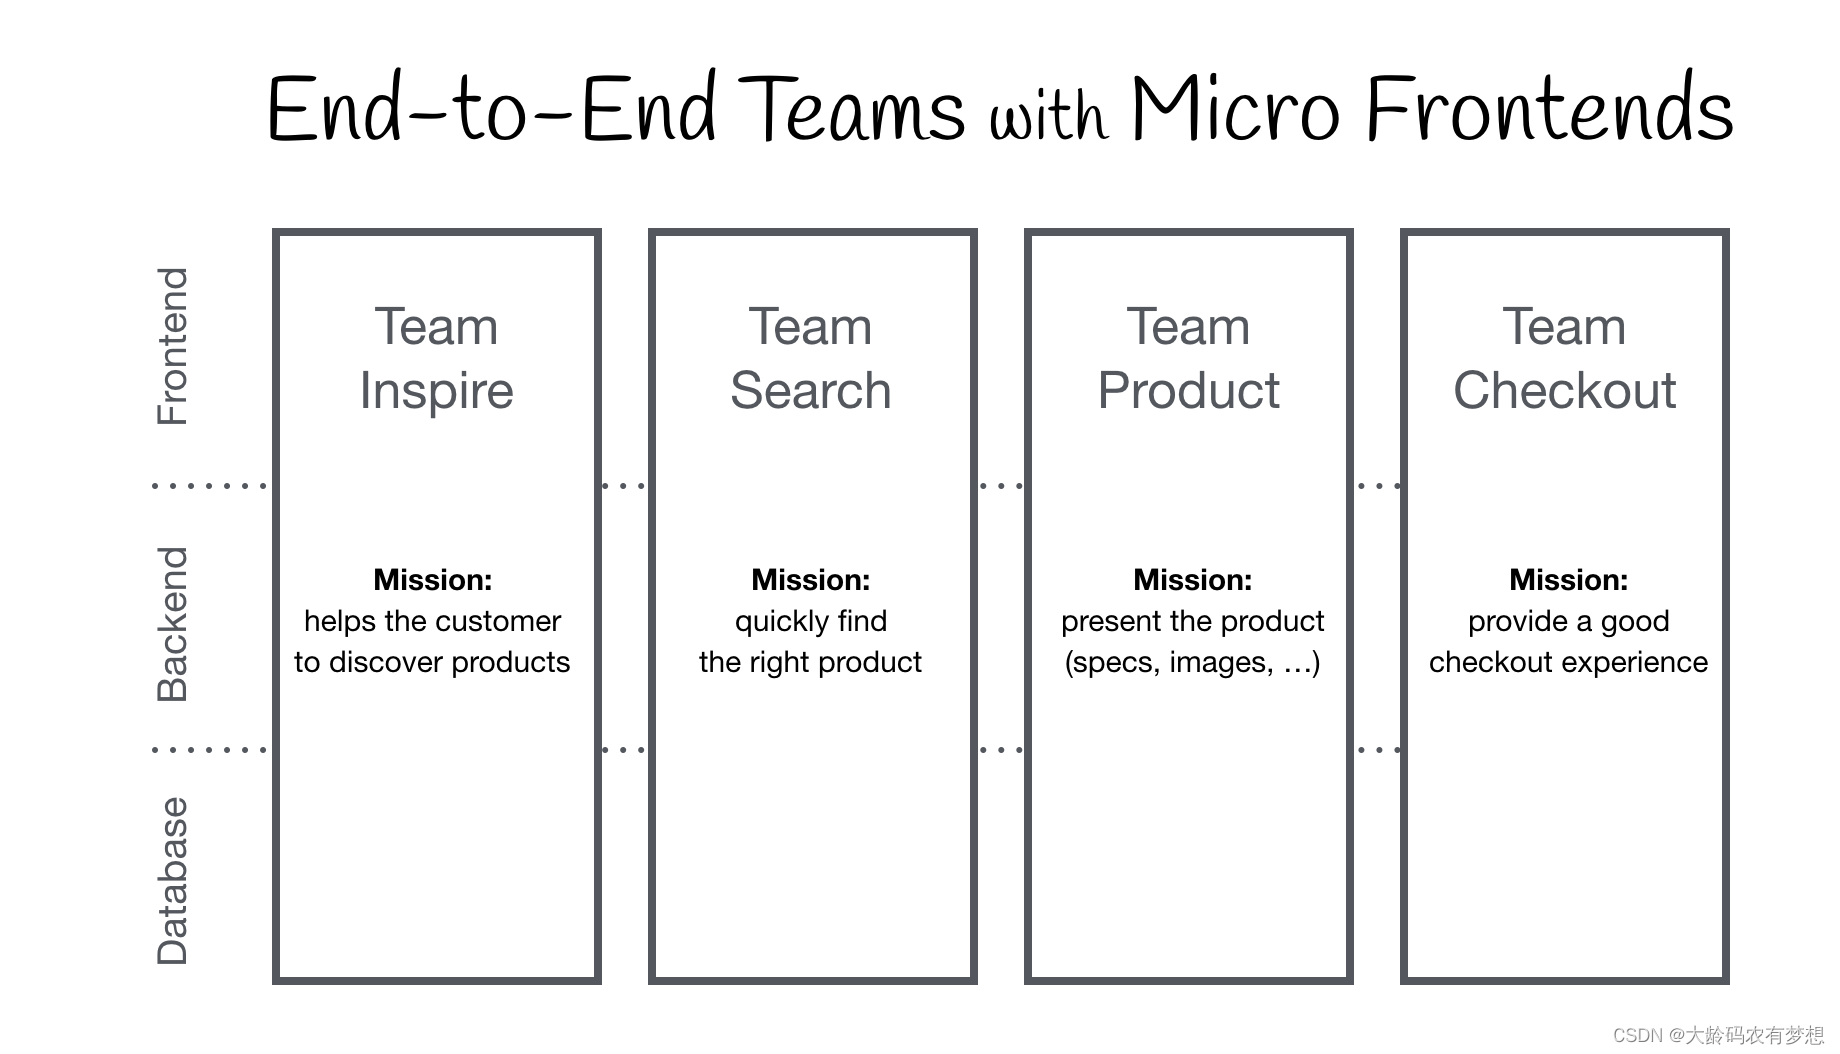 End-to-End Teams with Micro Frontends
Frontend
Team
Inspire
Team
Search
Team
Product
Team
Checkout
Backend
Mission:
helps the customer
to discover products
Mission:
quickly find
the right product
Mission:
present the product
(specs, images, …)
Mission:
provide a good
checkout experience
Database
CSDN @大龄码农有梦想